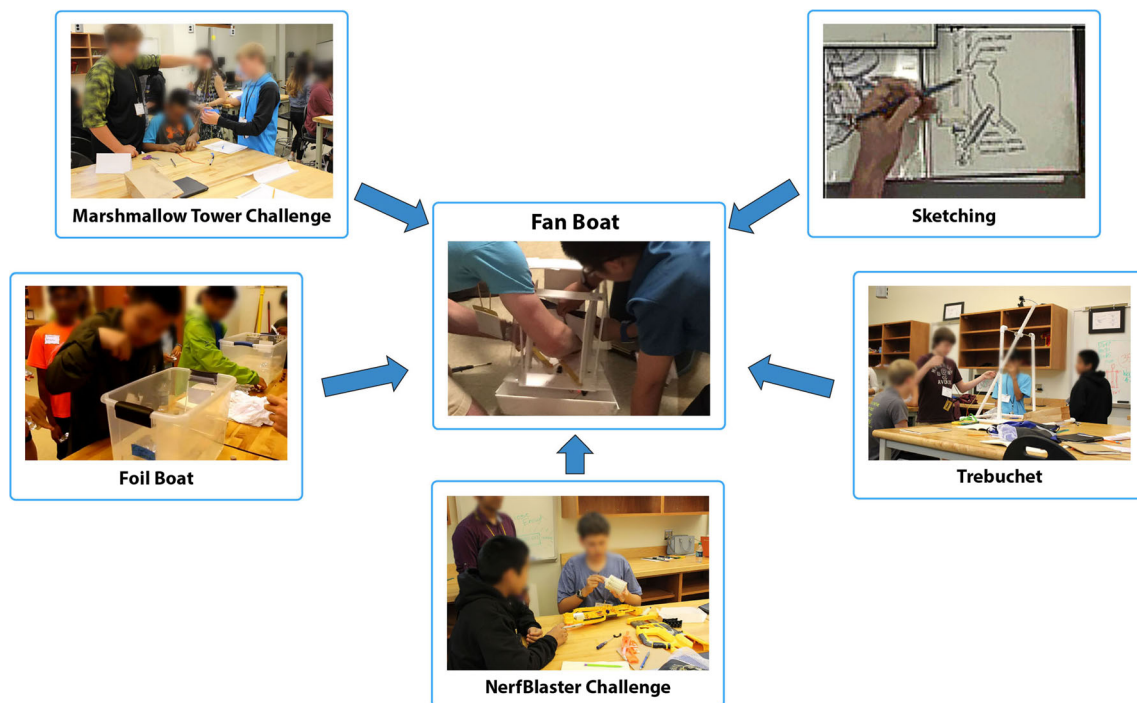 Marshmallow Tower Challenge
Sketching
Fan Boat
Foil Boat
Trebuchet
NerfBlaster Challenge